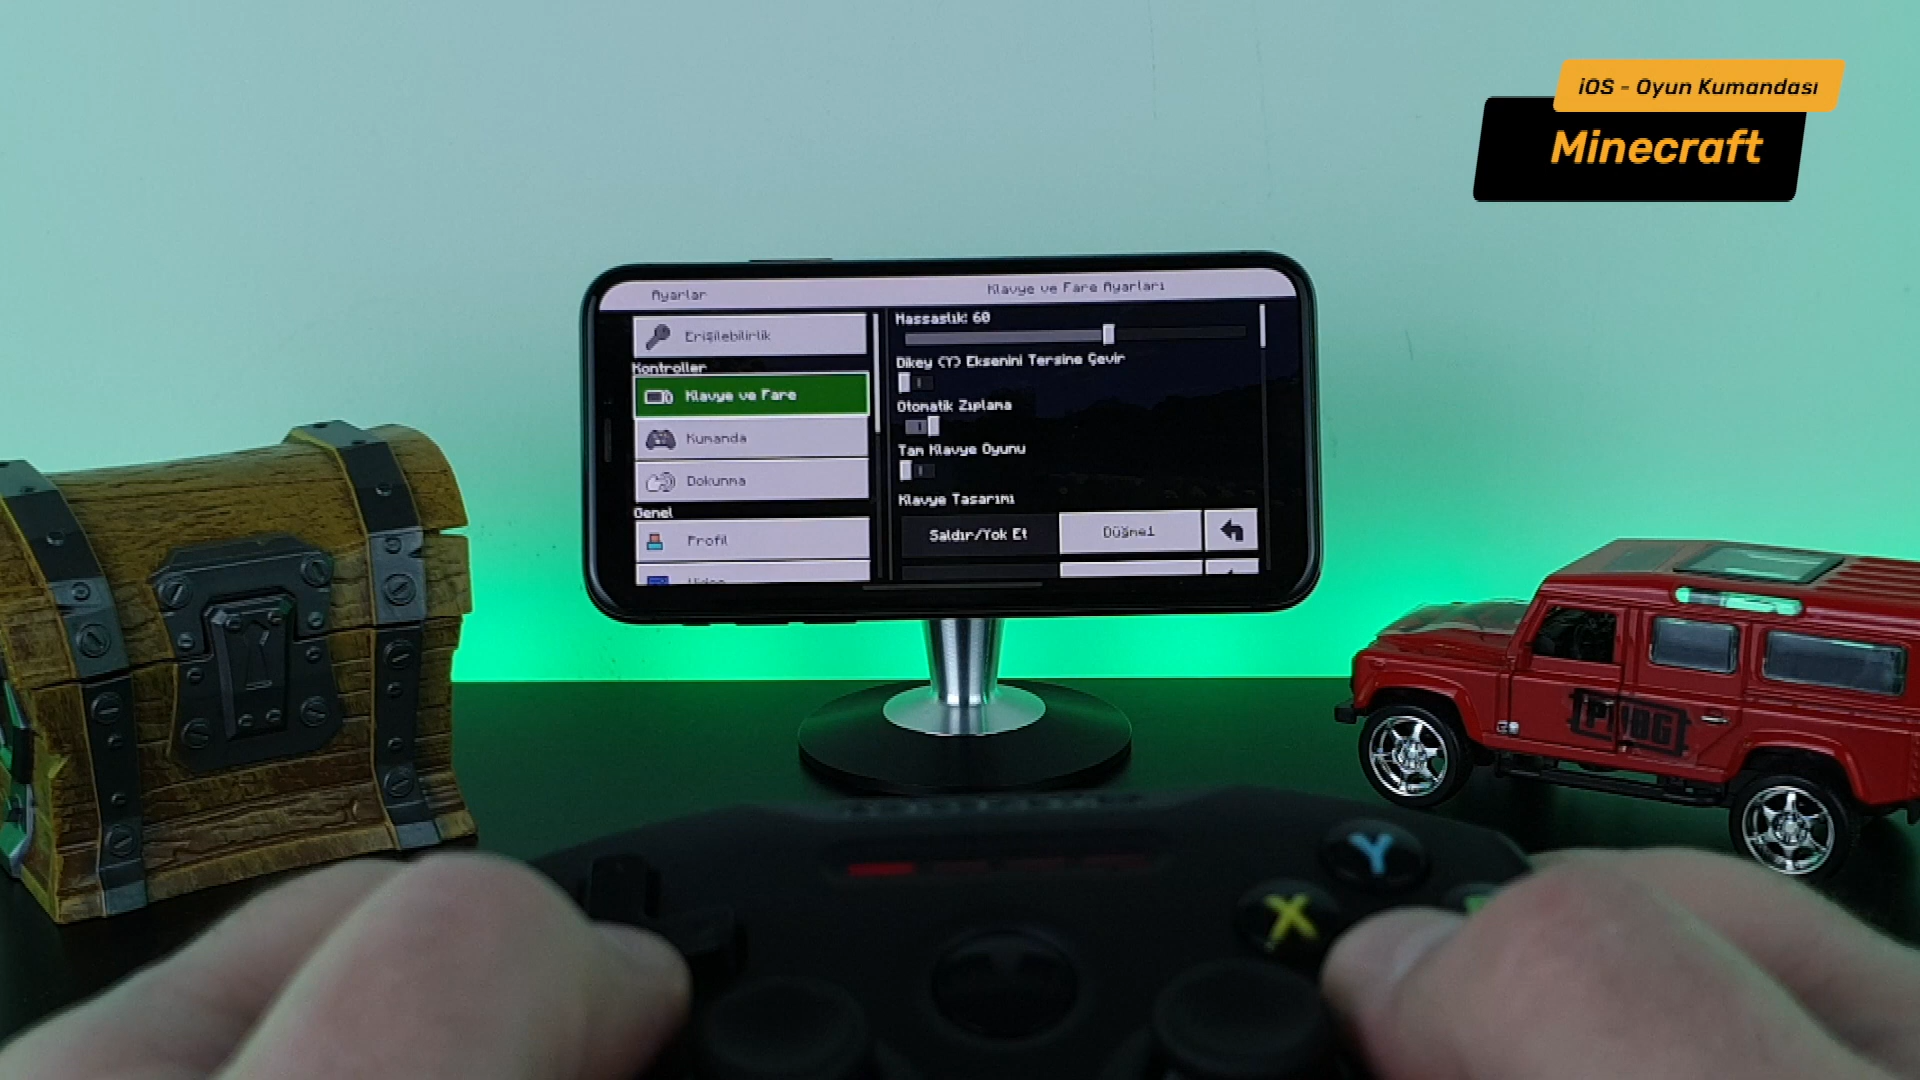 iOS - Oyun Kumandası
Minecraft
Ayarlar
Klavye ve Fare Ayarları
Erişilebilirlik
Kontroller
Klavye ve Fare
Kumanda
Dokunma
Genel
Profil
Video
Hassaslık: 60
Dikey (Y) Eksenini Tersine Çevir
Otomatik Zıplama
Tam Klavye Oyunu
Klavye Tasarımı
Saldır/Yok Et
Düğme1
PUBG
Y
X